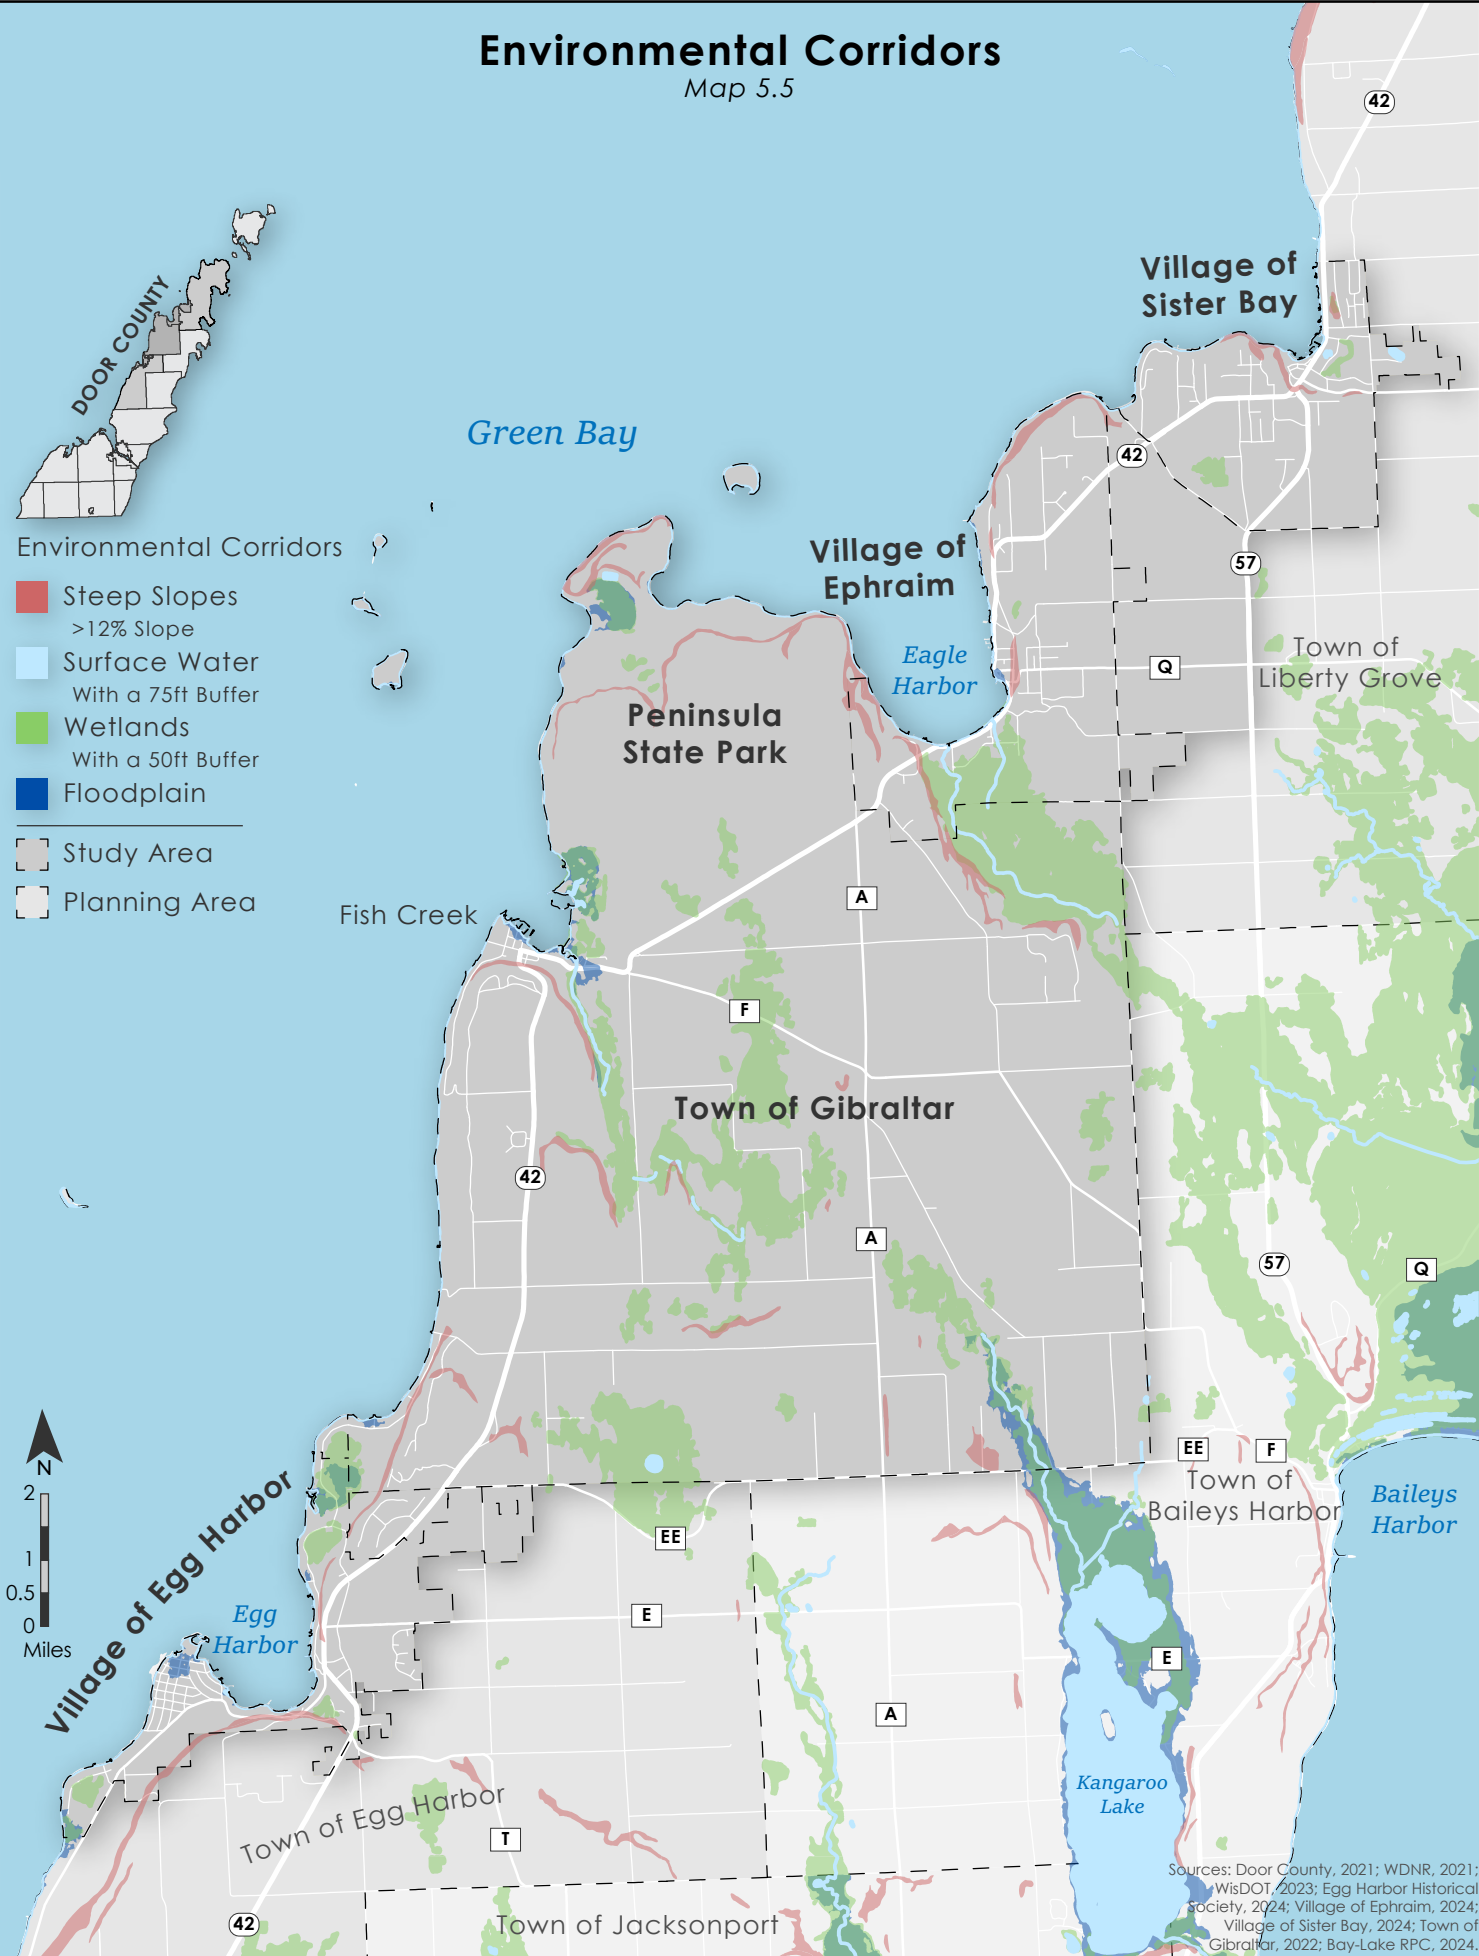 Environmental Corridors
Map 5.5
42
Village of
Sister Bay
DOOR COUNTY
Green Bay
42
Environmental Corridors
Steep Slopes
>12% Slope
Surface Water
With a 75ft Buffer
Wetlands
With a 50ft Buffer
Floodplain
Study Area
Planning Area
Village of
Ephraim
57
Eagle
Harbor
Q
Town of
Liberty Grove
Peninsula
State Park
A
Fish Creek
F
Town of Gibraltar
42
A
57
Q
N
2
1
0.5
0
Miles
Village of Egg Harbor
Egg
Harbor
EE
F
Town of
Baileys Harbor
Baileys
Harbor
EE
E
E
A
Kangaroo
Lake
Town of Egg Harbor
T
42
Town of Jacksonport
Sources: Door County, 2021; WDNR, 2021;
WisDOT, 2023; Egg Harbor Historical
Society, 2024; Village of Ephraim, 2024;
Village of Sister Bay, 2024; Town of
Gibraltar, 2022; Bay-Lake RPC, 2024.